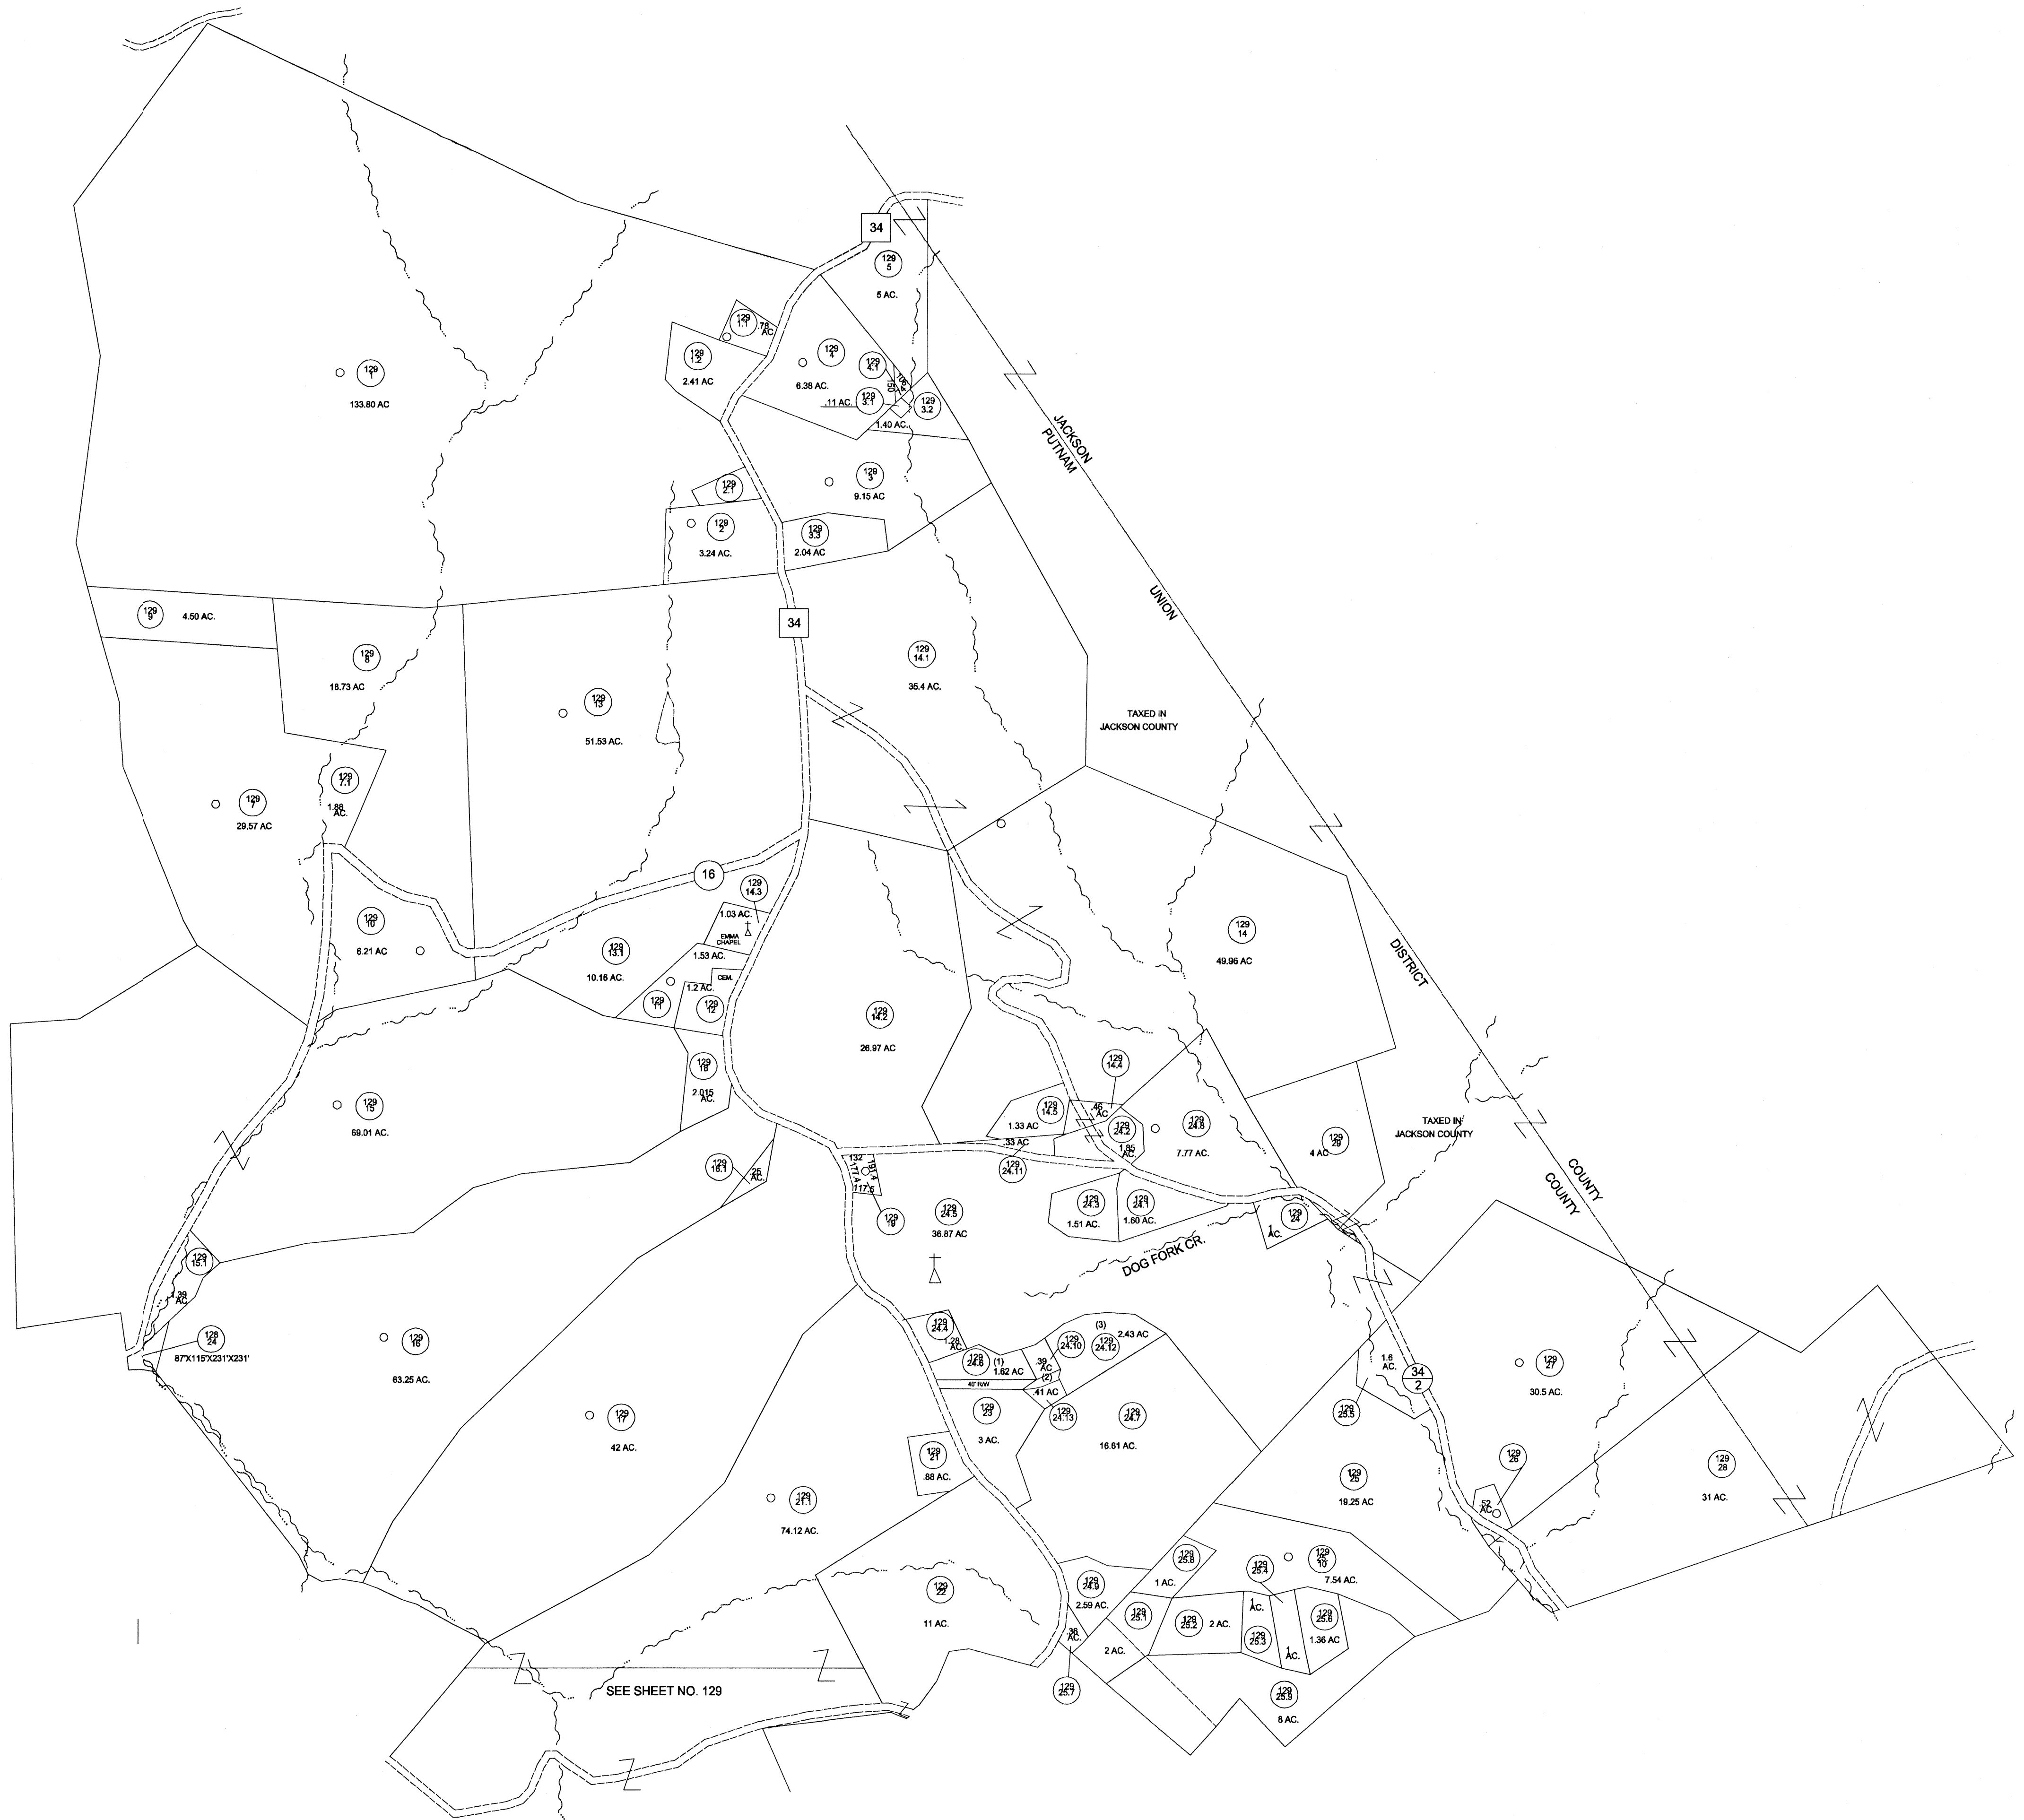 34
129
5
5 AC.
129
1.1
.78
AC
129
1.2
2.41 AC
129
4
6.38 AC.
129
4.1
150
106.4
129
3.1
.11 AC.
129
3.2
1.40 AC.
129
1
133.80 AC
JACKSON
PUTNAM
129
3
9.15 AC
129
2.1
129
2
3.24 AC.
129
3.3
2.04 AC
UNION
129
9
4.50 AC.
34
129
8
18.73 AC
129
14.1
35.4 AC.
129
13
51.53 AC.
TAXED IN
JACKSON COUNTY
129
7.1
1.88
AC.
129
7
29.57 AC
16
129
14.3
1.03 AC.
EMMA
CHAPEL
129
10
6.21 AC
129
13.1
10.16 AC.
1.53 AC.
CEM.
1.2 AC.
129
11
129
12
129
14
49.96 AC
DISTRICT
129
14.2
26.97 AC
129
18
2.015
AC.
129
14.4
.46
AC
129
14.5
1.33 AC
.33 AC
129
24.11
129
24.2
1.85
AC.
129
24.8
7.77 AC.
129
29
4 AC
TAXED IN
JACKSON COUNTY
129
15
69.01 AC.
129
16.1
.25
AC.
132
177.4
191.4
117.5
129
19
129
24.5
36.87 AC
129
24.3
1.51 AC.
129
24.1
1.60 AC.
129
24
1
AC.
COUNTY
COUNTY
DOG FORK CR.
129
15.1
1.39
AC.
128
24
87'X115'X231'X231'
129
16
63.25 AC.
129
24.4
1.28
AC.
129
24.6
(1)
1.62 AC
.39
AC
129
24.10
(3)
129
24.12
2.43 AC
(2)
.41 AC
40' R/W
129
24.13
129
23
3 AC.
129
24.7
16.61 AC.
1.6
AC.
34
2
129
25.5
129
27
30.5 AC.
129
17
42 AC.
129
21
.88 AC.
129
21.1
74.12 AC.
129
25
19.25 AC
129
26
.52
AC
129
28
31 AC.
129
22
11 AC.
129
24.9
2.59 AC.
129
25.8
1 AC.
129
25.4
129
25.
10
7.54 AC.
129
25.1
2 AC.
129
25.2
2 AC.
1
AC.
129
25.3
1
AC.
129
25.6
1.36 AC
.36
AC.
129
25.7
129
25.9
8 AC.
SEE SHEET NO. 129